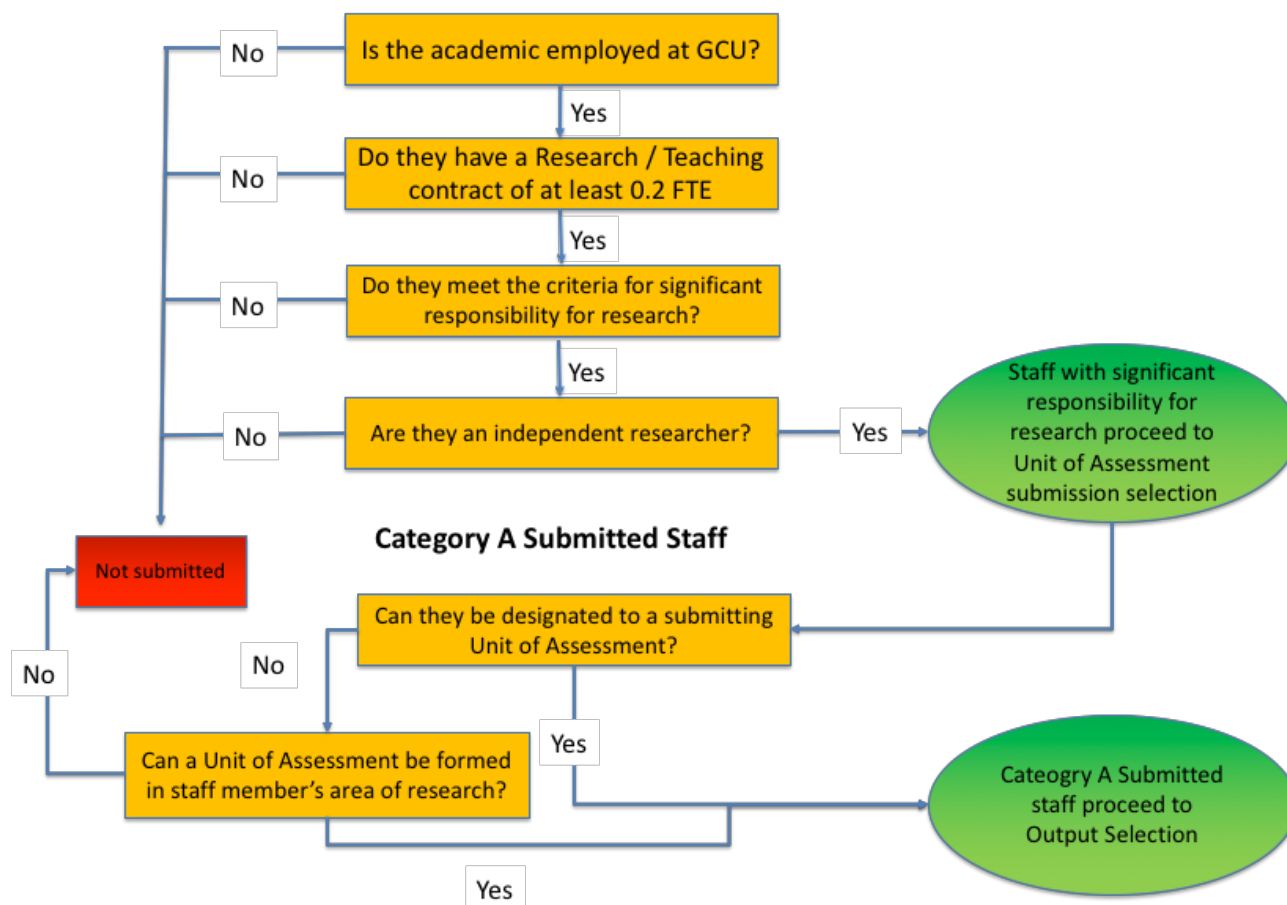 No
Is the academic employed at GCU?
Yes
No
Do they have a Research / Teaching
contract of at least 0.2 FTE
Yes
No
Do they meet the criteria for significant
responsibility for research?
Yes
No
Are they an independent researcher?
Yes
Staff with significant
responsibility for
research proceed to
Unit of Assessment
submission selection
Category A Submitted Staff
Not submitted
Can they be designated to a submitting
Unit of Assessment?
No
No
Yes
Can a Unit of Assessment be formed
in staff member’s area of research?
Cateogry A Submitted
staff proceed to
Output Selection
Yes